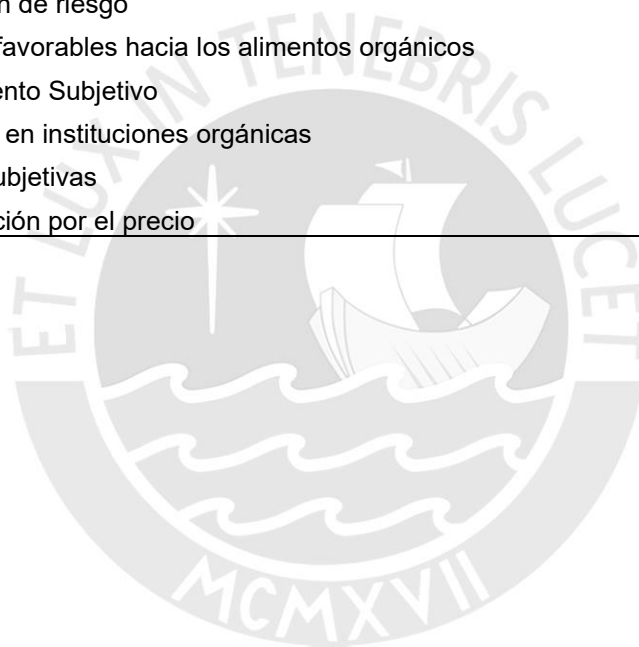 n de riesgo
favorables hacia los alimentos orgánicos
ento Subjetivo
en instituciones orgánicas
ubjetivas
ción por el precio
ET LUX IN TENEBRIS LUCET
MCMXVII